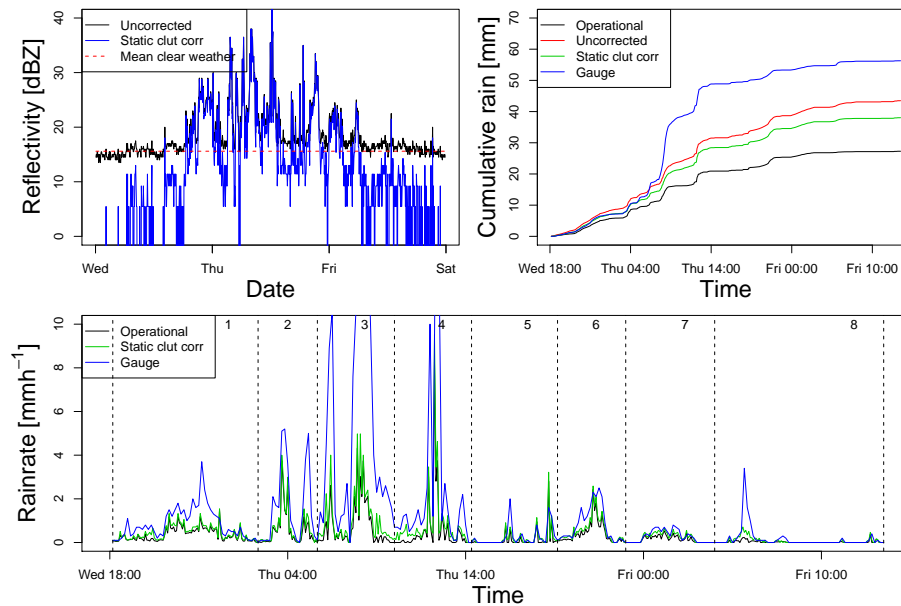 Reflectivity [dBZ]
0 10 20 30 40
Uncorrected
Static clut corr
Mean clear weather
Wed Thu Fri Sat
Date
Cumulative rain [mm]
0 10 20 30 40 50 60
Operational
Uncorrected
Static clut corr
Gauge
Wed 18:00 Thu 04:00 Thu 14:00 Fri 00:00 Fri 10:00
Time
Rainrate [mmh⁻¹]
0 2 4 6 8 10
Operational
Static clut corr
Gauge
1 2 3 4 5 6 7 8
Wed 18:00 Thu 04:00 Thu 14:00 Fri 00:00 Fri 10:00
Time